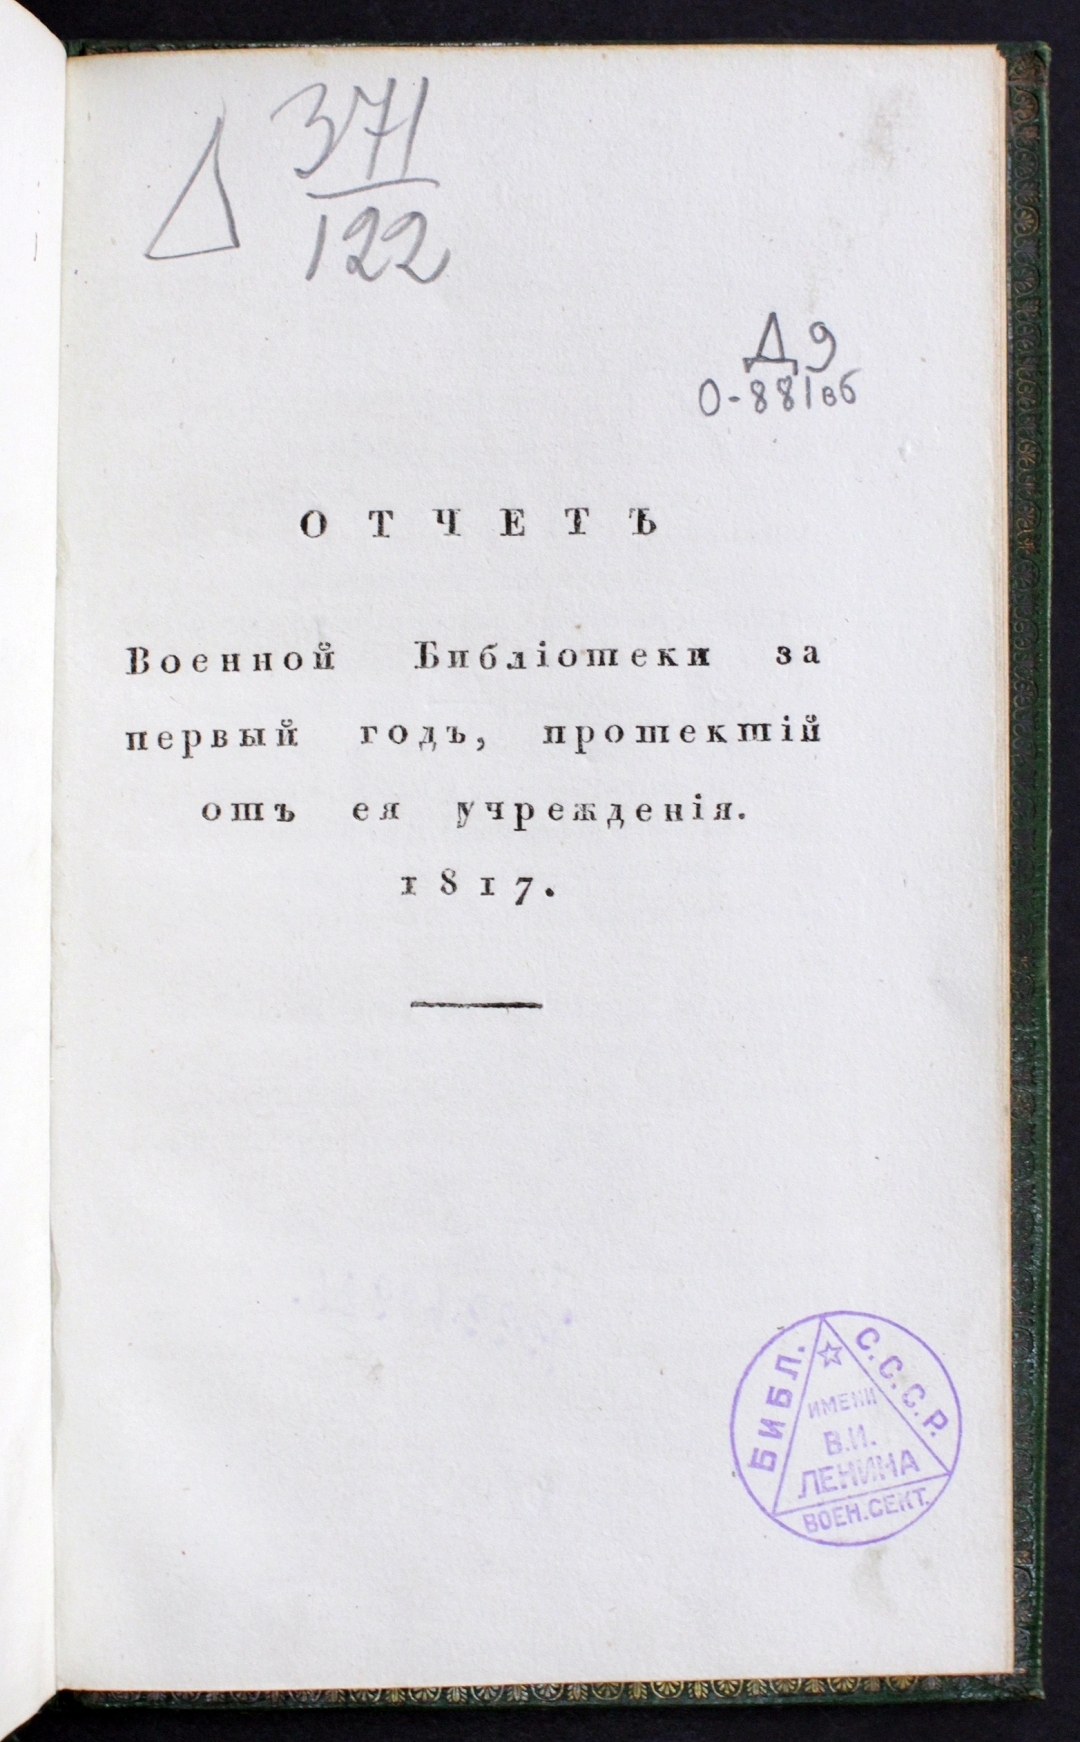 Δ 371
122
Д9
О-881вб
ОТЧЕТЪ
Военной Библіотеки за
первый годъ, протекшій
отъ ея учрежденія.
1817.
БИБЛ. С.С.С.Р.
ИМЕНИ
В.И.
ЛЕНИНА
ВОЕН.СЕКТ.